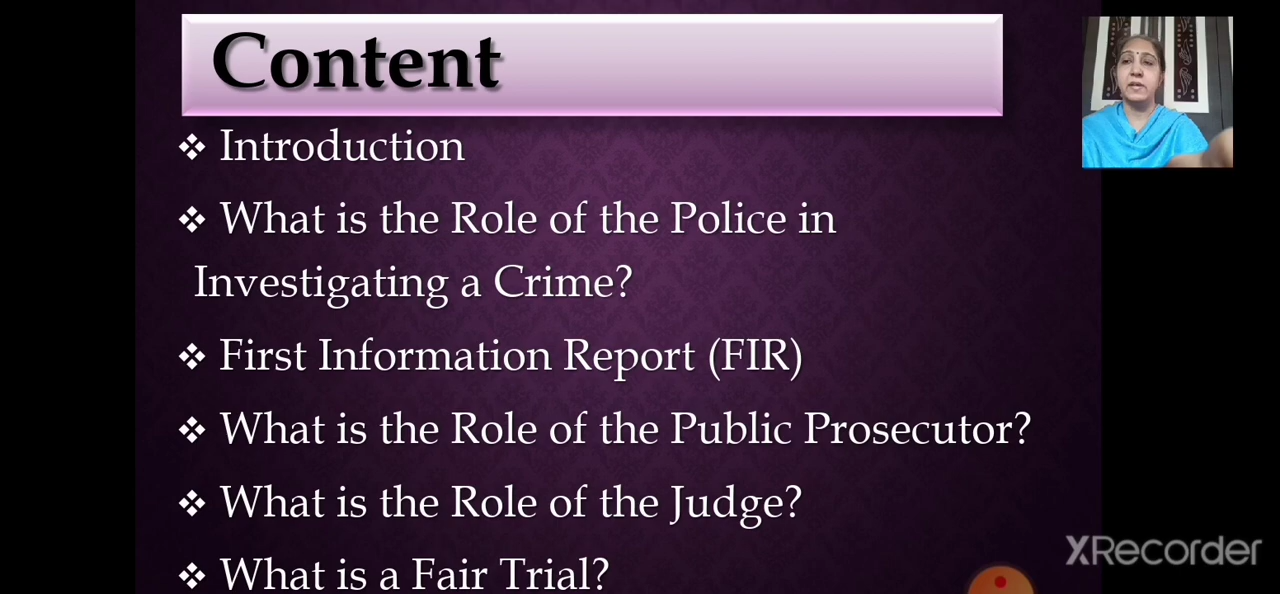 Content
❖ Introduction
❖ What is the Role of the Police in
Investigating a Crime?
❖ First Information Report (FIR)
❖ What is the Role of the Public Prosecutor?
❖ What is the Role of the Judge?
❖ What is a Fair Trial?
XRecorder